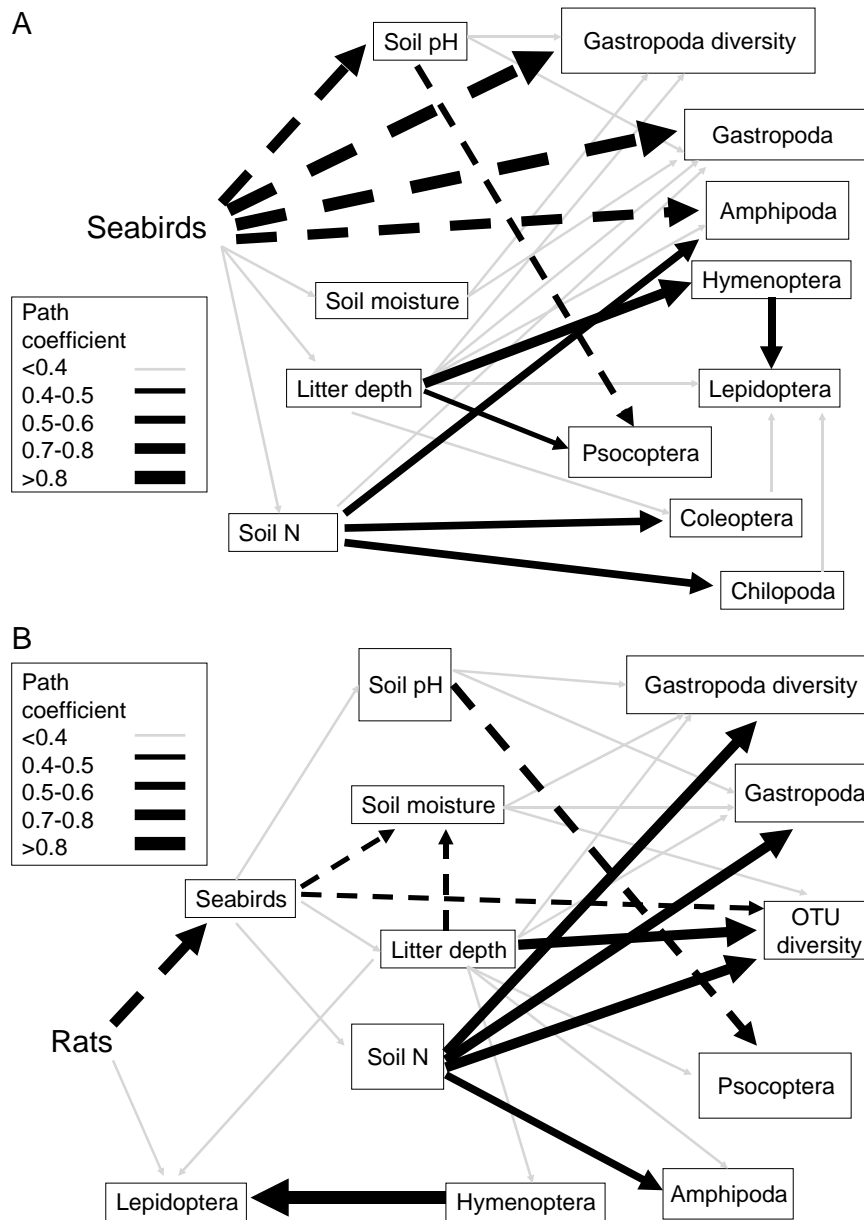 A
Soil pH
Gastropoda diversity
Gastropoda
Seabirds
Amphipoda
Hymenoptera
Soil moisture
Path
coefficient
<0.4
0.4-0.5
0.5-0.6
0.7-0.8
>0.8
Litter depth
Lepidoptera
Psocoptera
Soil N
Coleoptera
Chilopoda
B
Path
coefficient
<0.4
0.4-0.5
0.5-0.6
0.7-0.8
>0.8
Soil pH
Gastropoda diversity
Soil moisture
Gastropoda
Seabirds
Litter depth
OTU
diversity
Rats
Soil N
Psocoptera
Lepidoptera
Hymenoptera
Amphipoda